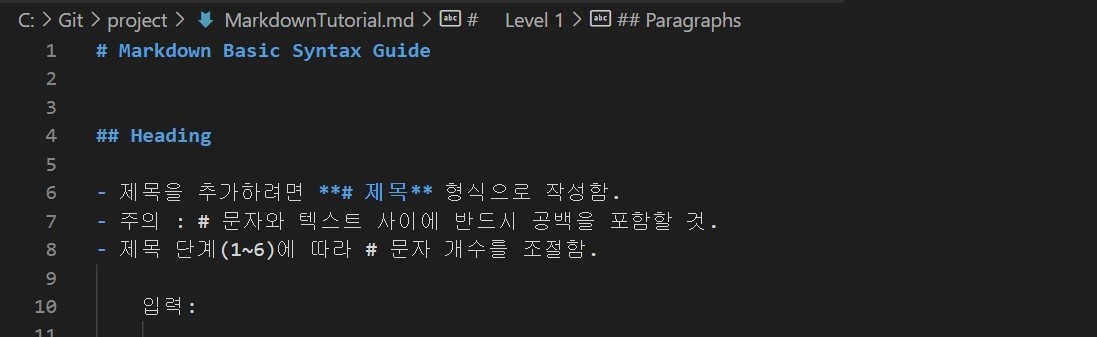 C: > Git > project > MarkdownTutorial.md > # Level 1 > ## Paragraphs
1 # Markdown Basic Syntax Guide
2
3
4 ## Heading
5
6 - 제목을 추가하려면 **# 제목** 형식으로 작성함.
7 - 주의 : # 문자와 텍스트 사이에 반드시 공백을 포함할 것.
8 - 제목 단계(1~6)에 따라 # 문자 개수틀 조절함.
9
10 입력:
11